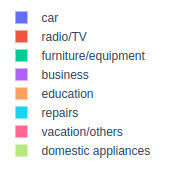 car
radio/TV
furniture/equipment
business
education
repairs
vacation/others
domestic appliances